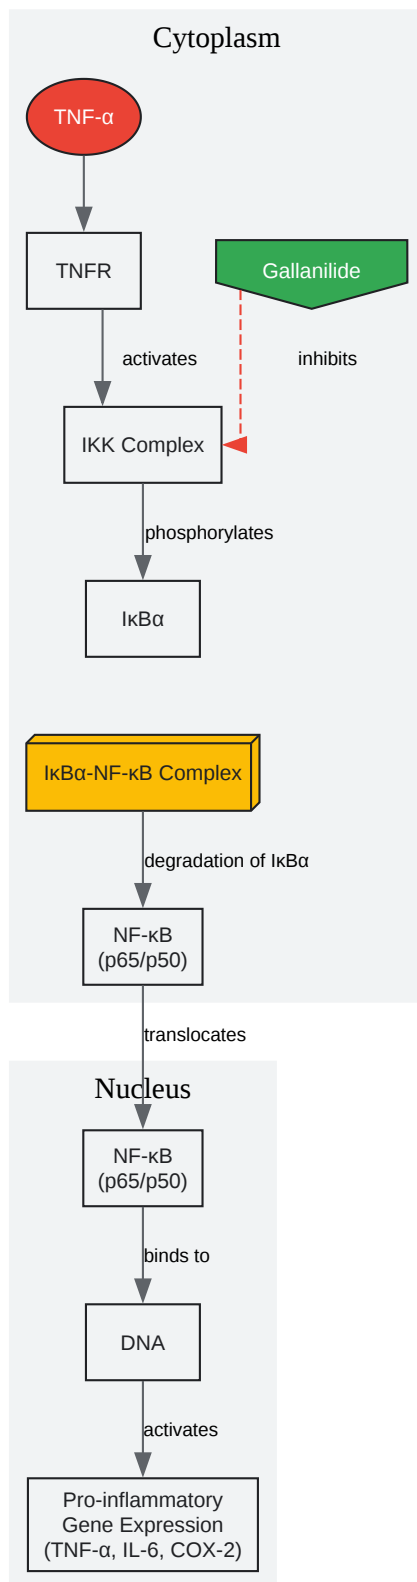 Cytoplasm
TNF-α
TNFR
Gallanilide
activates
inhibits
IKK Complex
phosphorylates
IκBα
IκBα-NF-κB Complex
degradation of IκBα
NF-κB
(p65/p50)
translocates
Nucleus
NF-κB
(p65/p50)
binds to
DNA
activates
Pro-inflammatory
Gene Expression
(TNF-α, IL-6, COX-2)